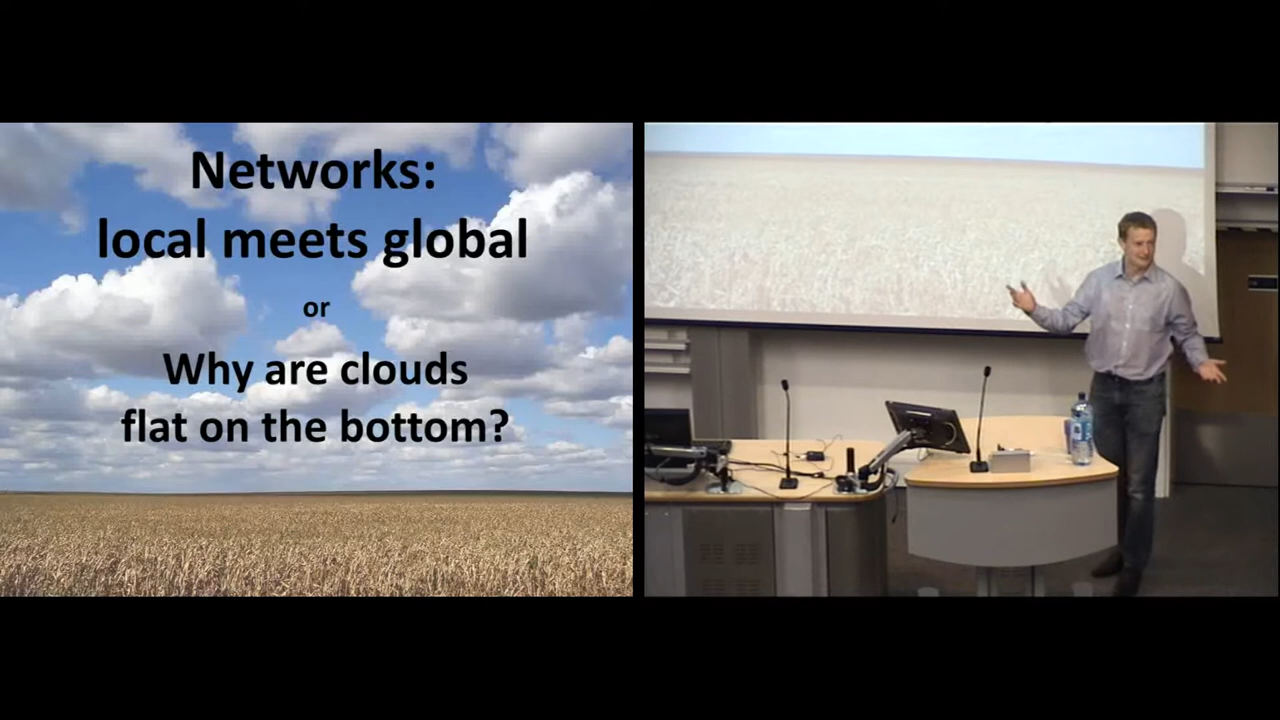 Networks:
local meets global
or
Why are clouds
flat on the bottom?